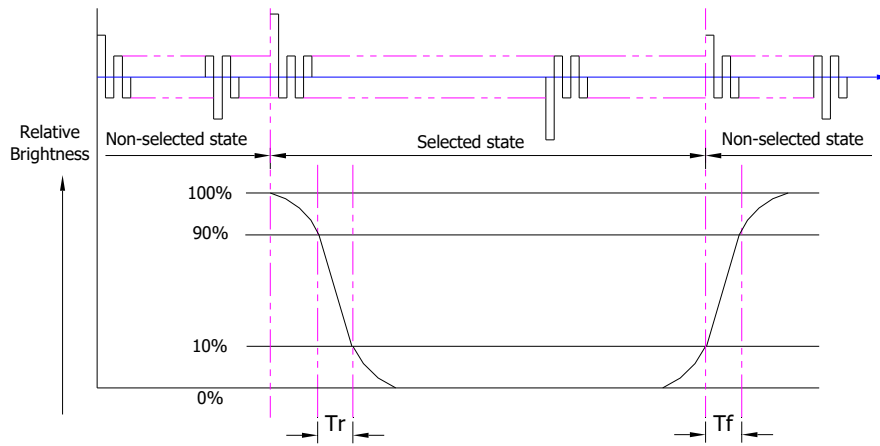 Relative
Brightness
Non-selected state
Selected state
Non-selected state
100%
90%
10%
0%
Tr
Tf